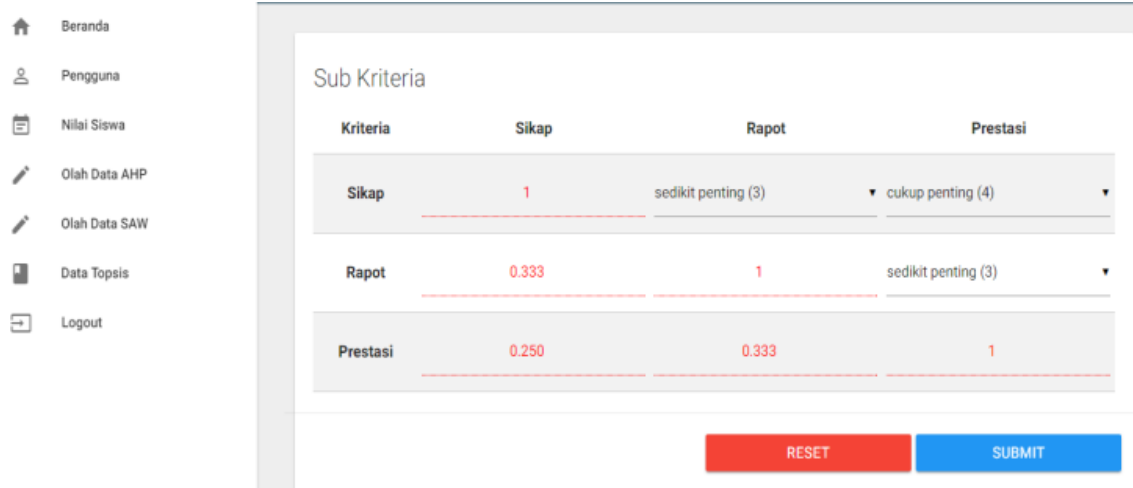 Beranda
Pengguna
Nilai Siswa
Olah Data AHP
Olah Data SAW
Data Topsis
Logout
Sub Kriteria
Kriteria Sikap Rapot Prestasi
Sikap 1 sedikit penting (3) cukup penting (4)
Rapot 0.333 1 sedikit penting (3)
Prestasi 0.250 0.333 1
RESET SUBMIT